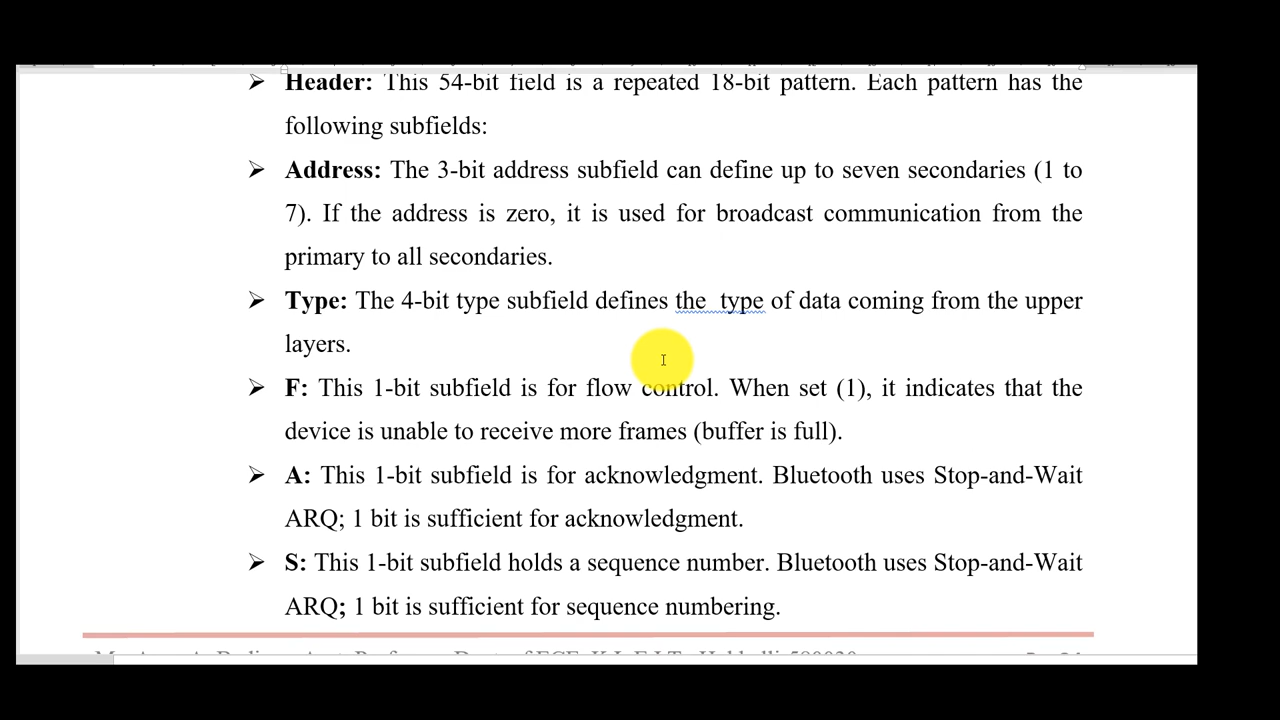 ➢ Header: This 54-bit field is a repeated 18-bit pattern. Each pattern has the
following subfields:
➢ Address: The 3-bit address subfield can define up to seven secondaries (1 to
7). If the address is zero, it is used for broadcast communication from the
primary to all secondaries.
➢ Type: The 4-bit type subfield defines the  type of data coming from the upper
layers.
➢ F: This 1-bit subfield is for flow control. When set (1), it indicates that the
device is unable to receive more frames (buffer is full).
➢ A: This 1-bit subfield is for acknowledgment. Bluetooth uses Stop-and-Wait
ARQ; 1 bit is sufficient for acknowledgment.
➢ S: This 1-bit subfield holds a sequence number. Bluetooth uses Stop-and-Wait
ARQ; 1 bit is sufficient for sequence numbering.